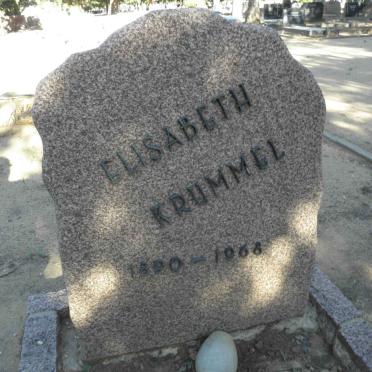 ELISABETH
KRUMMEL
1890 — 1968